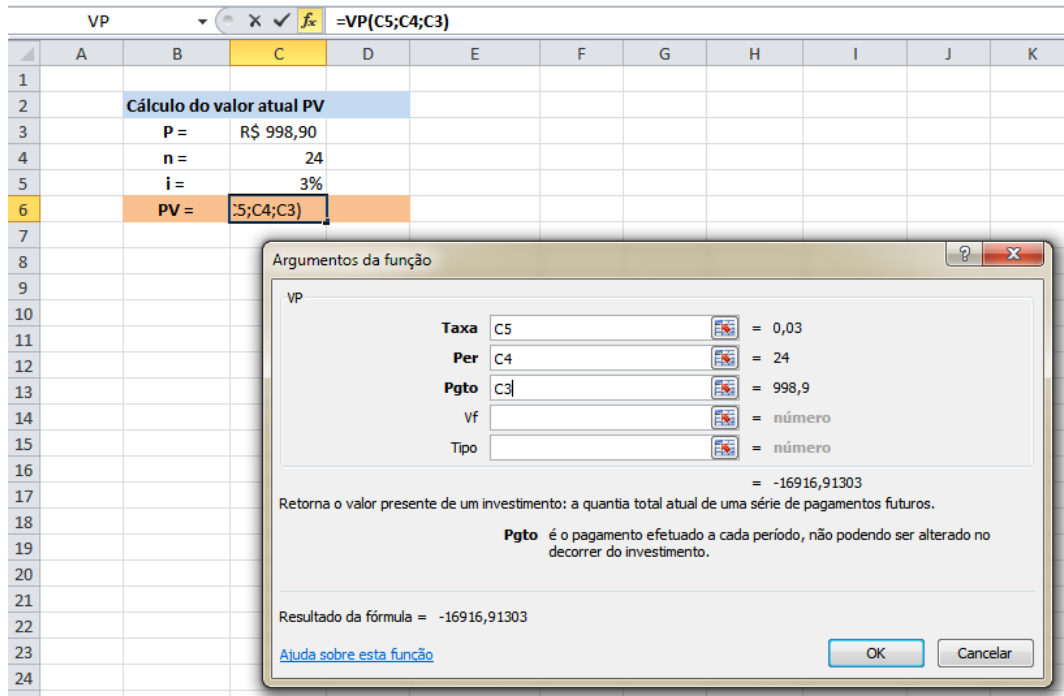 VP fx =VP(C5;C4;C3)
A B C D E F G H I J K
1
2 Cálculo do valor atual PV
3 P = R$ 998,90
4 n = 24
5 i = 3%
6 PV = C5;C4;C3)
7
8
9
10
11
12
13
14
15
16
17
18
19
20
21
22
23
24
Argumentos da função ? X
VP
Taxa C5 = 0,03
Per C4 = 24
Pgto C3 = 998,9
Vf = número
Tipo = número
= -16916,91303
Retorna o valor presente de um investimento: a quantia total atual de uma série de pagamentos futuros.
Pgto é o pagamento efetuado a cada período, não podendo ser alterado no
decorrer do investimento.
Resultado da fórmula = -16916,91303
Ajuda sobre esta função OK Cancelar